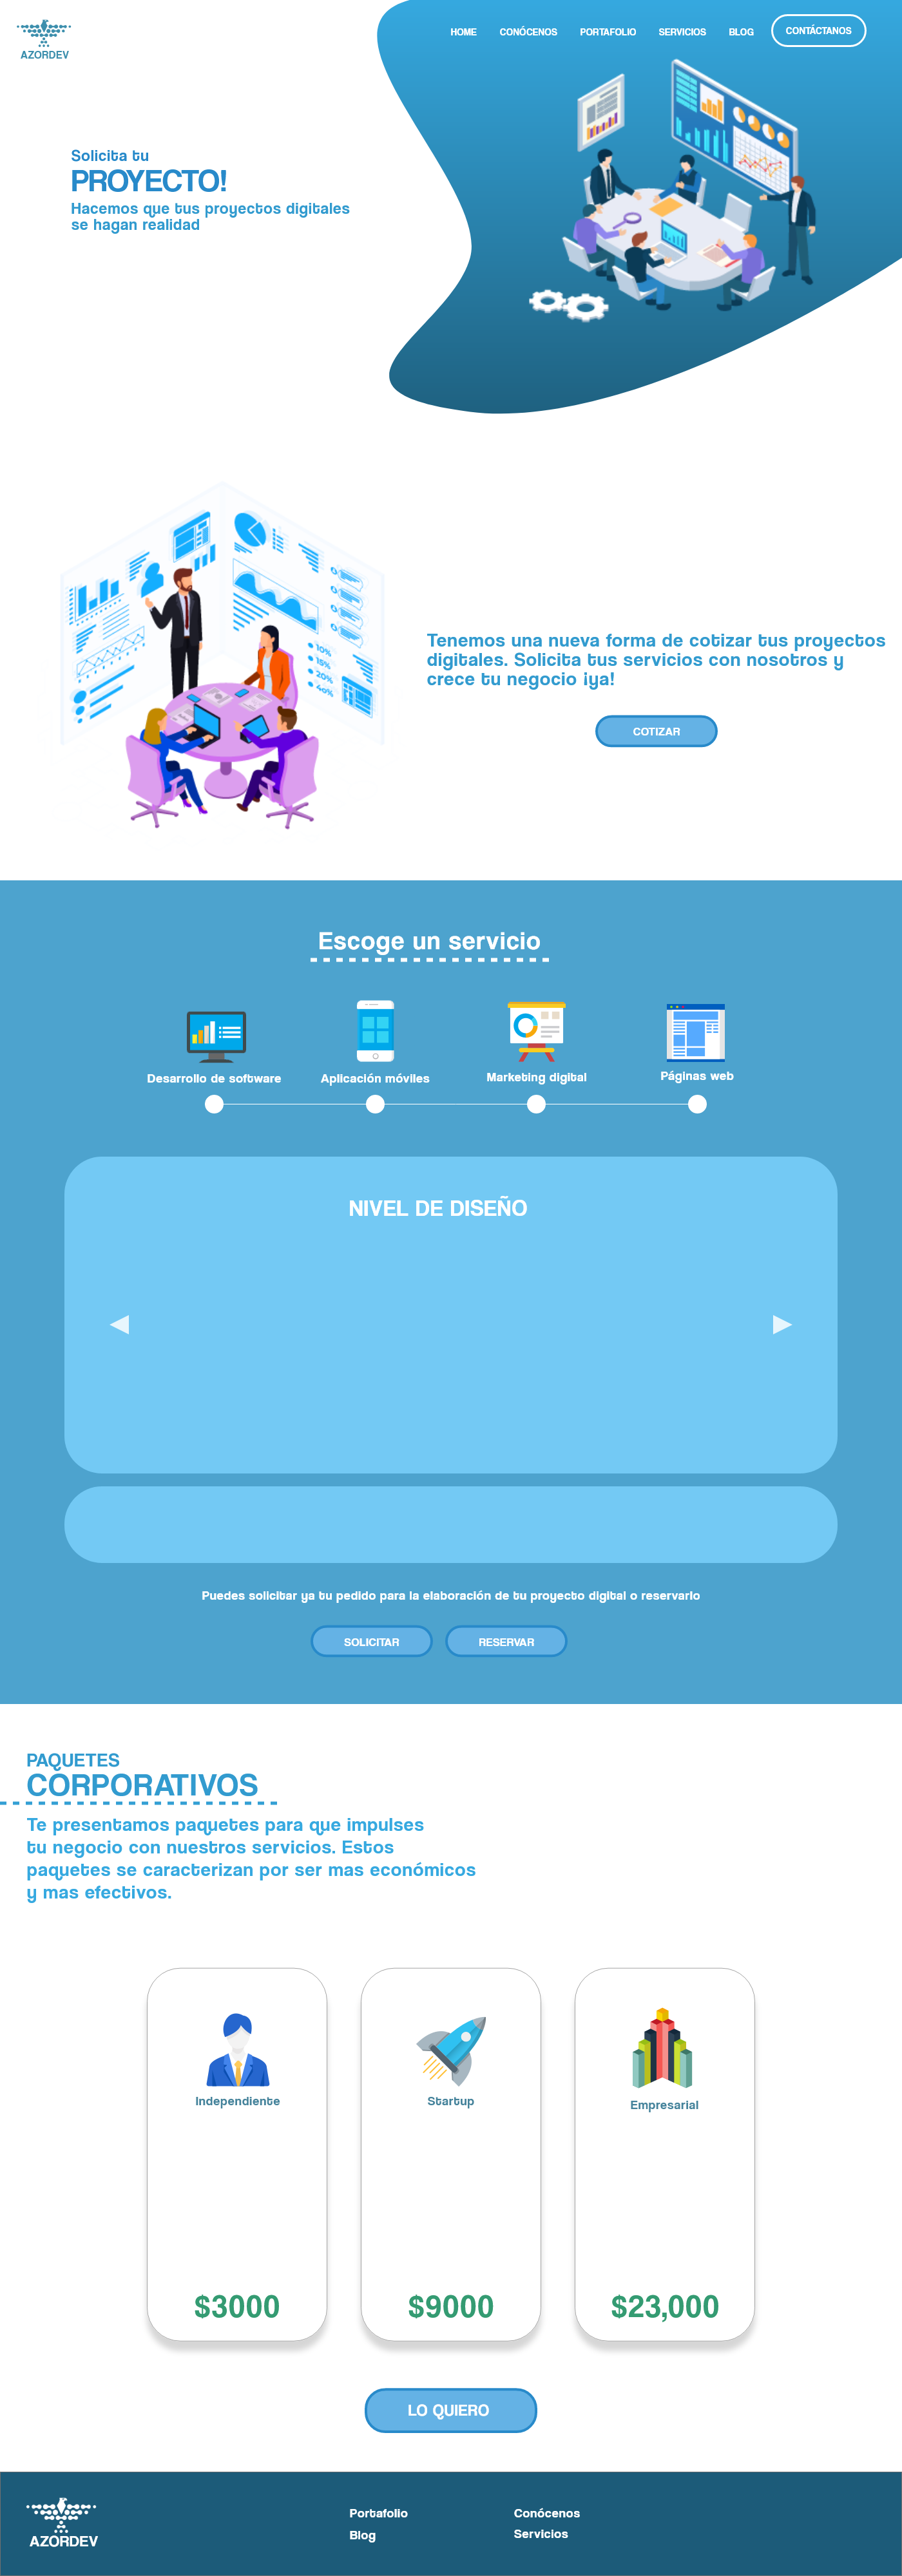 AZORDEV
HOME CONÓCENOS PORTAFOLIO SERVICIOS BLOG CONTÁCTANOS
Solicita tu
PROYECTO!
Hacemos que tus proyectos digitales
se hagan realidad
10%
15%
20%
40%
Tenemos una nueva forma de cotizar tus proyectos
digitales. Solicita tus servicios con nosotros y
crece tu negocio ¡ya!
COTIZAR
Escoge un servicio
Desarrollo de software
Aplicación móviles
Marketing digital
Páginas web
NIVEL DE DISEÑO
Puedes solicitar ya tu pedido para la elaboración de tu proyecto digital o reservarlo
SOLICITAR
RESERVAR
PAQUETES
CORPORATIVOS
Te presentamos paquetes para que impulses
tu negocio con nuestros servicios. Estos
paquetes se caracterizan por ser mas económicos
y mas efectivos.
Independiente
Startup
Empresarial
$3000
$9000
$23,000
LO QUIERO
AZORDEV
Portafolio
Conócenos
Blog
Servicios